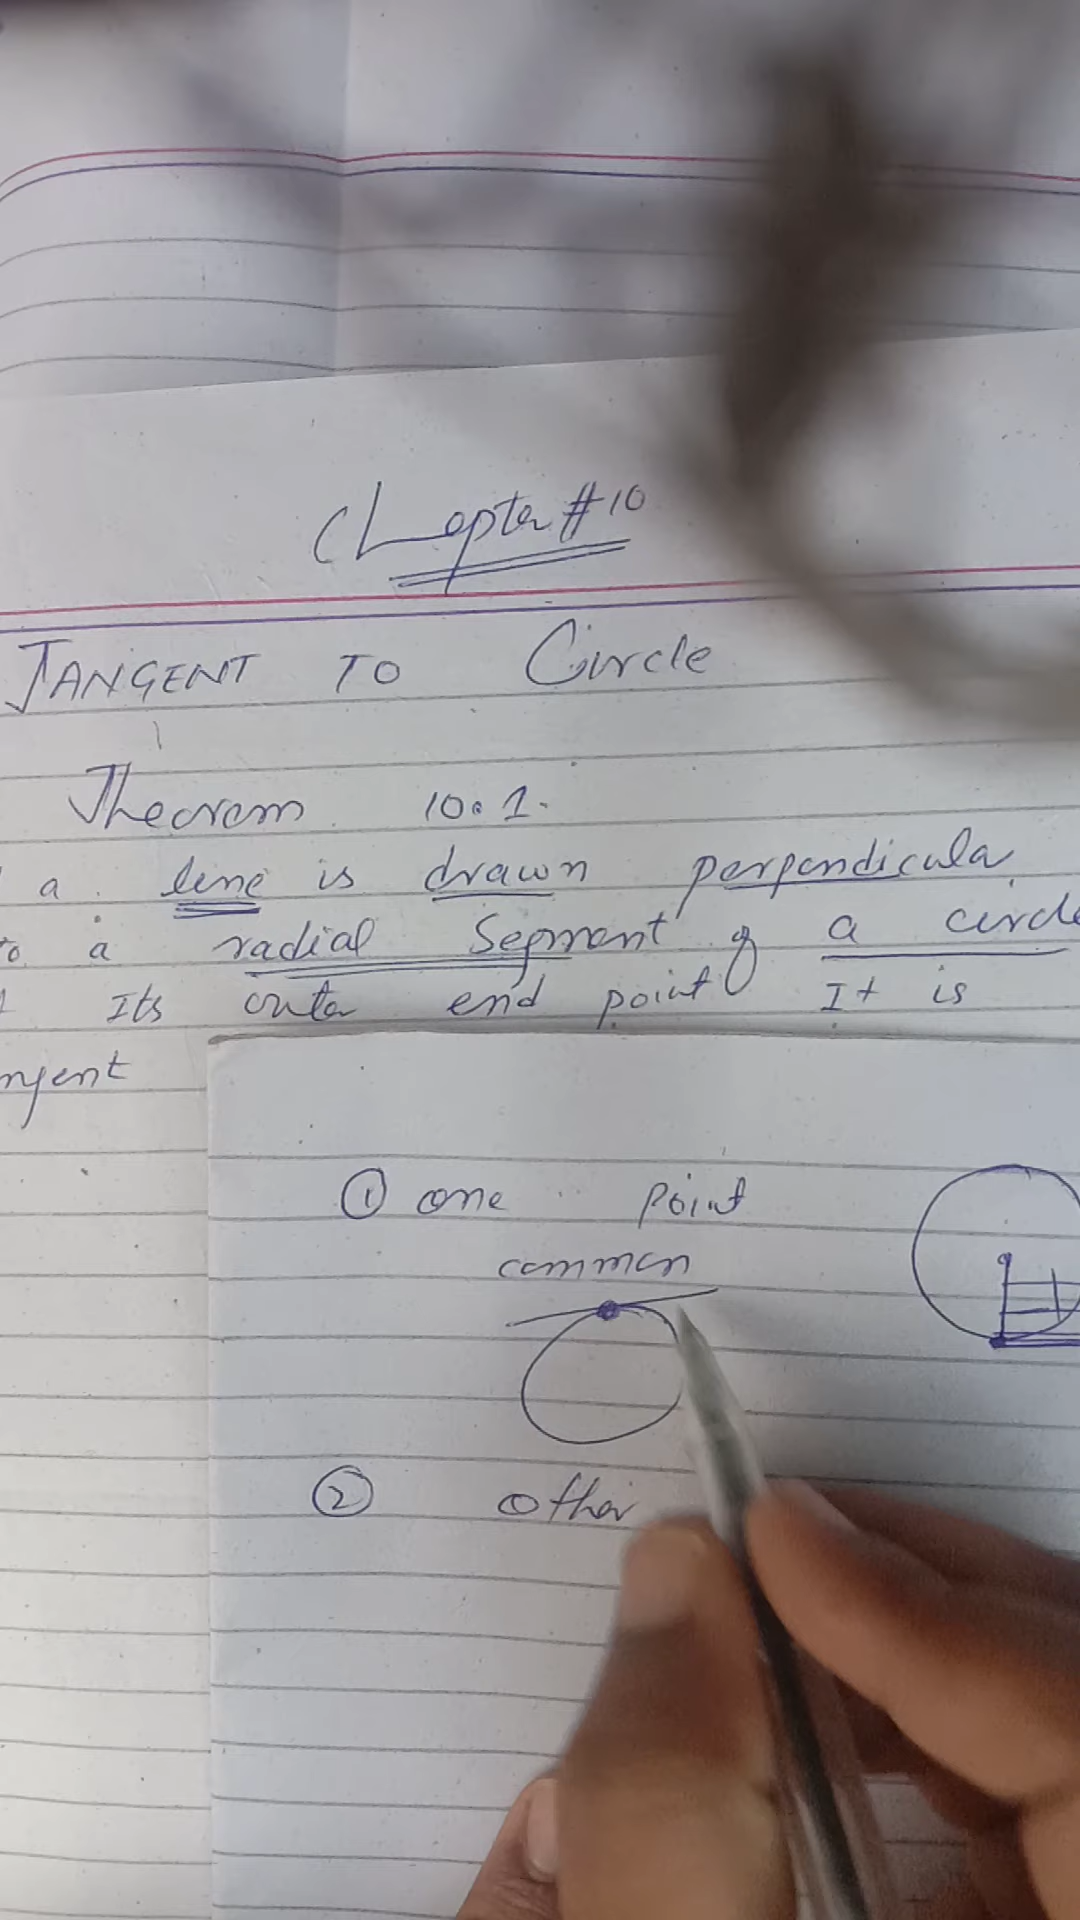 Chapter #10
TANGENT TO Circle
Theorem 10.1.
a line is drawn perpendicula
to a radial Segment of a circle
Its outer end point It is
ngent
① one point
common
② other